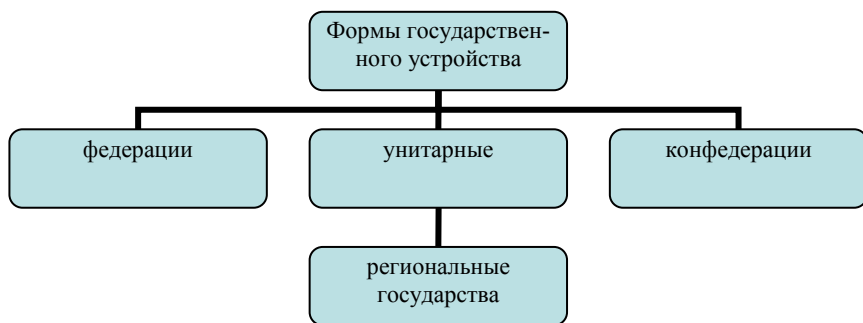 Формы государствен-
ного устройства
федерации
унитарные
конфедерации
региональные
государства